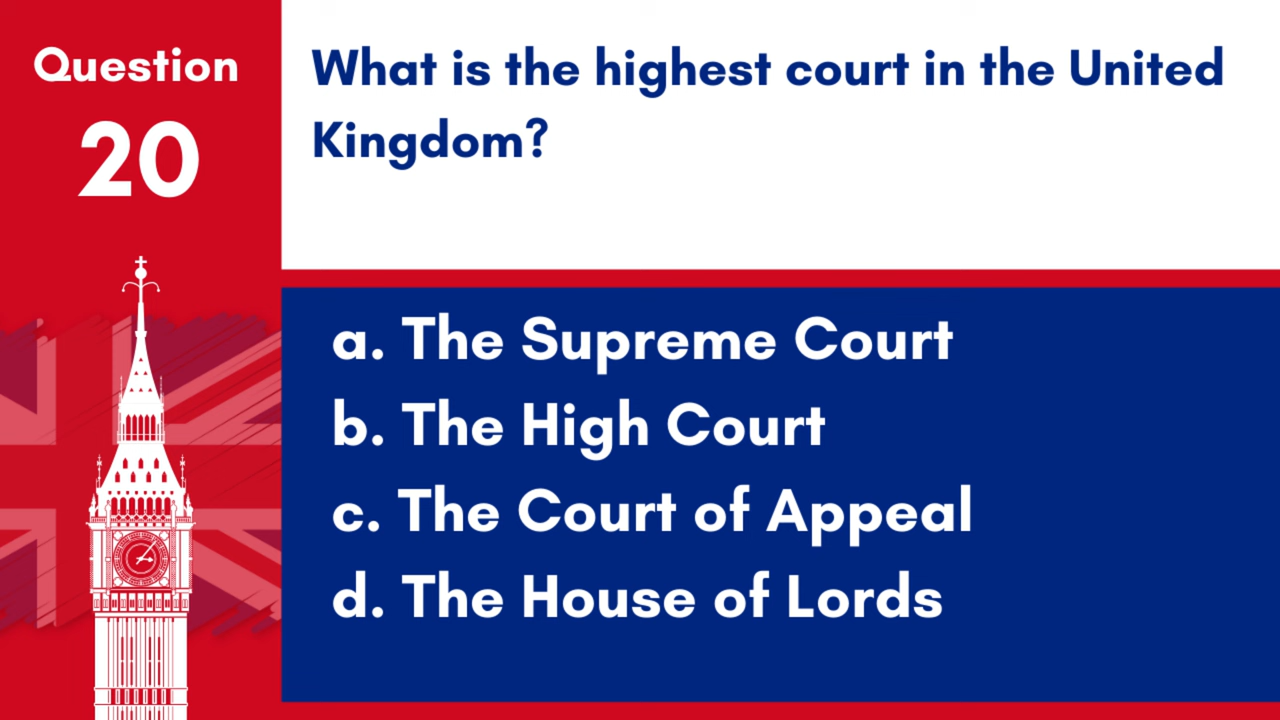 Question
20
What is the highest court in the United
Kingdom?
a. The Supreme Court
b. The High Court
c. The Court of Appeal
d. The House of Lords